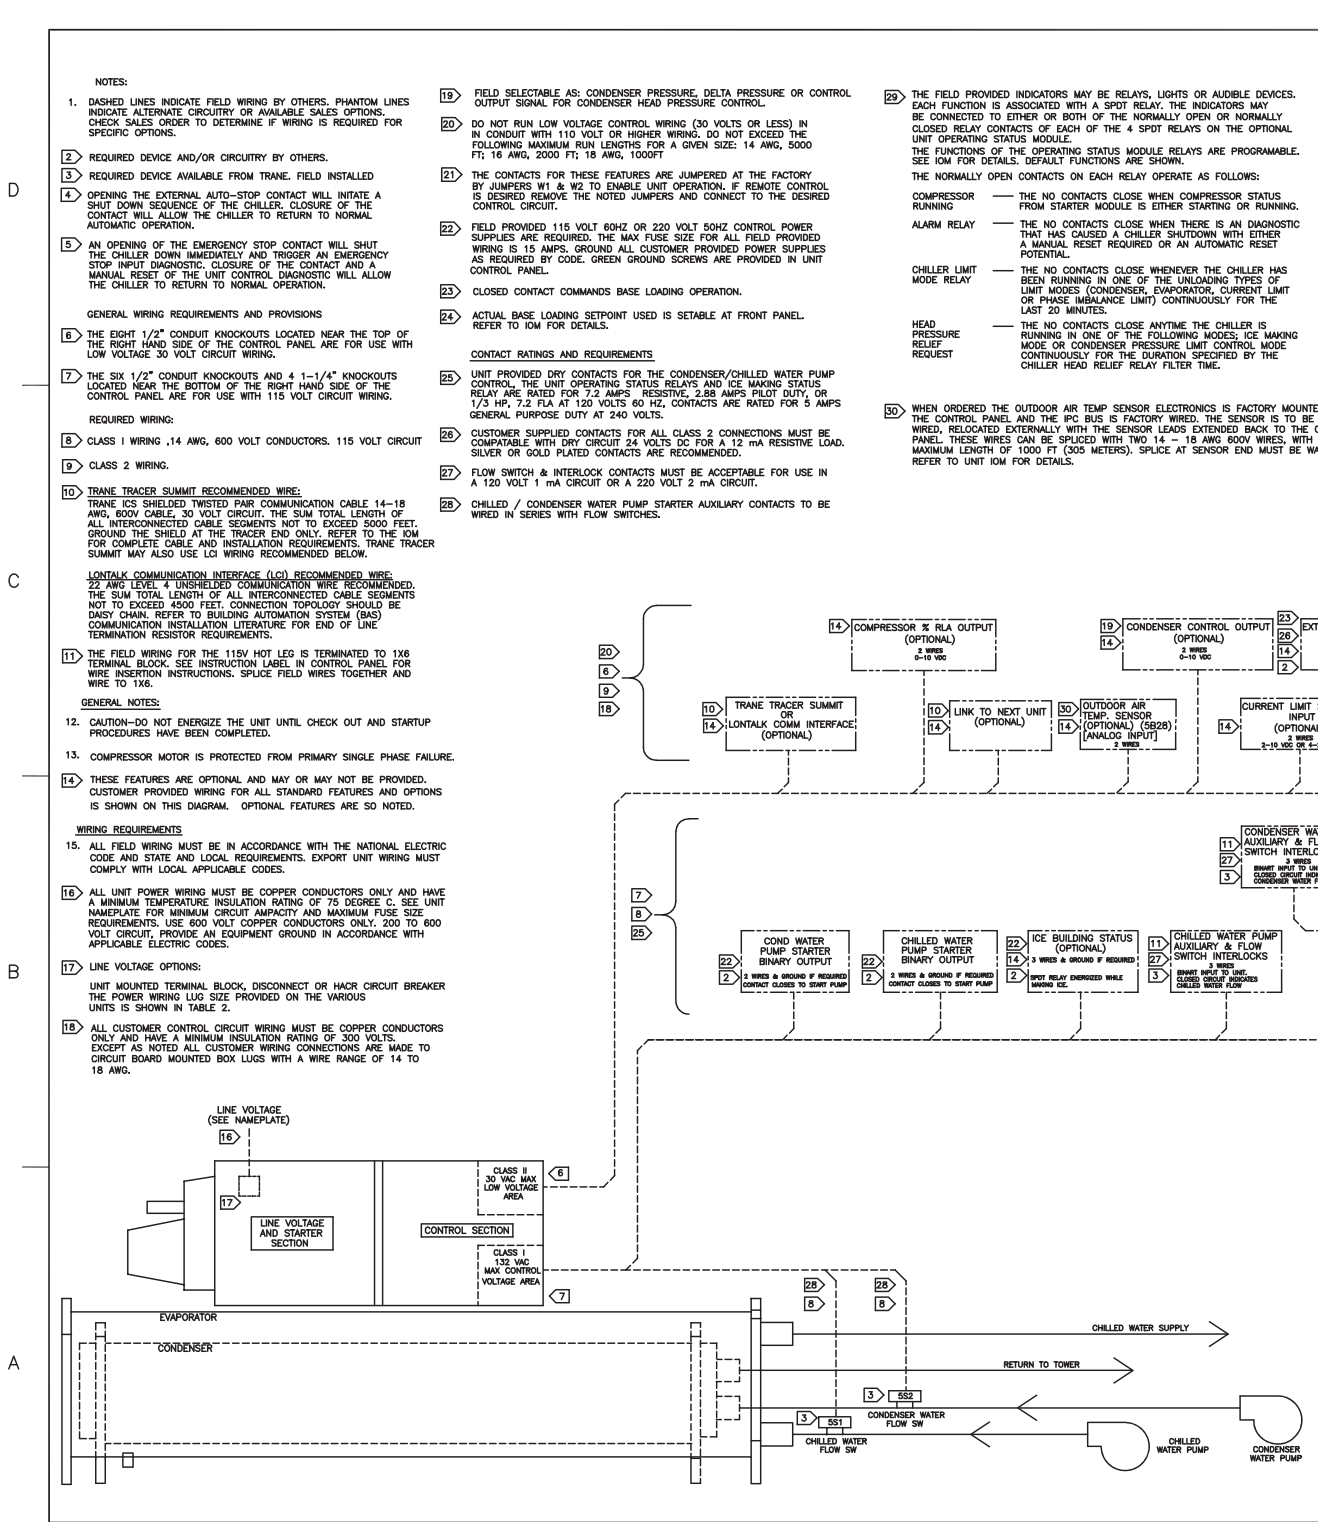 NOTES:
1. DASHED LINES INDICATE FIELD WIRING BY OTHERS. PHANTOM LINES
INDICATE ALTERNATE CIRCUITRY OR AVAILABLE SALES OPTIONS.
CHECK SALES ORDER TO DETERMINE IF WIRING IS REQUIRED FOR
SPECIFIC OPTIONS.
2 REQUIRED DEVICE AND/OR CIRCUITRY BY OTHERS.
3 REQUIRED DEVICE AVAILABLE FROM TRANE. FIELD INSTALLED
4 OPENING THE EXTERNAL AUTO-STOP CONTACT WILL INITATE A
SHUT DOWN SEQUENCE OF THE CHILLER. CLOSURE OF THE
CONTACT WILL ALLOW THE CHILLER TO RETURN TO NORMAL
AUTOMATIC OPERATION.
5 AN OPENING OF THE EMERGENCY STOP CONTACT WILL SHUT
THE CHILLER DOWN IMMEDIATELY AND TRIGGER AN EMERGENCY
STOP INPUT DIAGNOSTIC. CLOSURE OF THE CONTACT AND A
MANUAL RESET OF THE UNIT CONTROL DIAGNOSTIC WILL ALLOW
THE CHILLER TO RETURN TO NORMAL OPERATION.
GENERAL WIRING REQUIREMENTS AND PROVISIONS
6 THE EIGHT 1/2" CONDUIT KNOCKOUTS LOCATED NEAR THE TOP OF
THE RIGHT HAND SIDE OF THE CONTROL PANEL ARE FOR USE WITH
LOW VOLTAGE 30 VOLT CIRCUIT WIRING.
7 THE SIX 1/2" CONDUIT KNOCKOUTS AND 4 1-1/4" KNOCKOUTS
LOCATED NEAR THE BOTTOM OF THE RIGHT HAND SIDE OF THE
CONTROL PANEL ARE FOR USE WITH 115 VOLT CIRCUIT WIRING.
REQUIRED WIRING:
8 CLASS I WIRING ,14 AWG, 600 VOLT CONDUCTORS. 115 VOLT CIRCUIT
9 CLASS 2 WIRING.
10 TRANE TRACER SUMMIT RECOMMENDED WIRE:
TRANE ICS SHIELDED TWISTED PAIR COMMUNICATION CABLE 14-18
AWG, 600V CABLE, 30 VOLT CIRCUIT. THE SUM TOTAL LENGTH OF
ALL INTERCONNECTED CABLE SEGMENTS NOT TO EXCEED 5000 FEET.
GROUND THE SHIELD AT THE TRACER END ONLY. REFER TO THE IOM
FOR COMPLETE CABLE AND INSTALLATION REQUIREMENTS. TRANE TRACER
SUMMIT MAY ALSO USE LCI WIRING RECOMMENDED BELOW.
LONTALK COMMUNICATION INTERFACE (LCI) RECOMMENDED WIRE:
22 AWG LEVEL 4 UNSHIELDED COMMUNICATION WIRE RECOMMENDED.
THE SUM TOTAL LENGTH OF ALL INTERCONNECTED CABLE SEGMENTS
NOT TO EXCEED 4500 FEET. CONNECTION TOPOLOGY SHOULD BE
DAISY CHAIN. REFER TO BUILDING AUTOMATION SYSTEM (BAS)
COMMUNICATION INSTALLATION LITERATURE FOR END OF LINE
TERMINATION RESISTOR REQUIREMENTS.
11 THE FIELD WIRING FOR THE 115V HOT LEG IS TERMINATED TO 1X6
TERMINAL BLOCK. SEE INSTRUCTION LABEL IN CONTROL PANEL FOR
WIRE INSERTION INSTRUCTIONS. SPLICE FIELD WIRES TOGETHER AND
WIRE TO 1X6.
GENERAL NOTES:
12. CAUTION-DO NOT ENERGIZE THE UNIT UNTIL CHECK OUT AND STARTUP
PROCEDURES HAVE BEEN COMPLETED.
13. COMPRESSOR MOTOR IS PROTECTED FROM PRIMARY SINGLE PHASE FAILURE.
14 THESE FEATURES ARE OPTIONAL AND MAY OR MAY NOT BE PROVIDED.
CUSTOMER PROVIDED WIRING FOR ALL STANDARD FEATURES AND OPTIONS
IS SHOWN ON THIS DIAGRAM. OPTIONAL FEATURES ARE SO NOTED.
WIRING REQUIREMENTS
15. ALL FIELD WIRING MUST BE IN ACCORDANCE WITH THE NATIONAL ELECTRIC
CODE AND STATE AND LOCAL REQUIREMENTS. EXPORT UNIT WIRING MUST
COMPLY WITH LOCAL APPLICABLE CODES.
16 ALL UNIT POWER WIRING MUST BE COPPER CONDUCTORS ONLY AND HAVE
A MINIMUM TEMPERATURE INSULATION RATING OF 75 DEGREE C. SEE UNIT
NAMEPLATE FOR MINIMUM CIRCUIT AMPACITY AND MAXIMUM FUSE SIZE
REQUIREMENTS. USE 600 VOLT COPPER CONDUCTORS ONLY. 200 TO 600
VOLT CIRCUIT, PROVIDE AN EQUIPMENT GROUND IN ACCORDANCE WITH
APPLICABLE ELECTRIC CODES.
17 LINE VOLTAGE OPTIONS:
UNIT MOUNTED TERMINAL BLOCK, DISCONNECT OR HACR CIRCUIT BREAKER
THE POWER WIRING LUG SIZE PROVIDED ON THE VARIOUS
UNITS IS SHOWN IN TABLE 2.
18 ALL CUSTOMER CONTROL CIRCUIT WIRING MUST BE COPPER CONDUCTORS
ONLY AND HAVE A MINIMUM INSULATION RATING OF 300 VOLTS.
EXCEPT AS NOTED ALL CUSTOMER WIRING CONNECTIONS ARE MADE TO
CIRCUIT BOARD MOUNTED BOX LUGS WITH A WIRE RANGE OF 14 TO
18 AWG.
19 FIELD SELECTABLE AS: CONDENSER PRESSURE, DELTA PRESSURE OR CONTROL
OUTPUT SIGNAL FOR CONDENSER HEAD PRESSURE CONTROL.
20 DO NOT RUN LOW VOLTAGE CONTROL WIRING (30 VOLTS OR LESS) IN
IN CONDUIT WITH 110 VOLT OR HIGHER WIRING. DO NOT EXCEED THE
FOLLOWING MAXIMUM RUN LENGTHS FOR A GIVEN SIZE: 14 AWG, 5000
FT; 16 AWG, 2000 FT; 18 AWG, 1000FT
21 THE CONTACTS FOR THESE FEATURES ARE JUMPERED AT THE FACTORY
BY JUMPERS W1 & W2 TO ENABLE UNIT OPERATION. IF REMOTE CONTROL
IS DESIRED REMOVE THE NOTED JUMPERS AND CONNECT TO THE DESIRED
CONTROL CIRCUIT.
22 FIELD PROVIDED 115 VOLT 60HZ OR 220 VOLT 50HZ CONTROL POWER
SUPPLIES ARE REQUIRED. THE MAX FUSE SIZE FOR ALL FIELD PROVIDED
WIRING IS 15 AMPS. GROUND ALL CUSTOMER PROVIDED POWER SUPPLIES
AS REQUIRED BY CODE. GREEN GROUND SCREWS ARE PROVIDED IN UNIT
CONTROL PANEL.
23 CLOSED CONTACT COMMANDS BASE LOADING OPERATION.
24 ACTUAL BASE LOADING SETPOINT USED IS SETABLE AT FRONT PANEL.
REFER TO IOM FOR DETAILS.
CONTACT RATINGS AND REQUIREMENTS
25 UNIT PROVIDED DRY CONTACTS FOR THE CONDENSER/CHILLED WATER PUMP
CONTROL, THE UNIT OPERATING STATUS RELAYS AND ICE MAKING STATUS
RELAY ARE RATED FOR 7.2 AMPS RESISTIVE, 2.88 AMPS PILOT DUTY, OR
1/3 HP, 7.2 FLA AT 120 VOLTS 60 HZ, CONTACTS ARE RATED FOR 5 AMPS
GENERAL PURPOSE DUTY AT 240 VOLTS.
26 CUSTOMER SUPPLIED CONTACTS FOR ALL CLASS 2 CONNECTIONS MUST BE
COMPATABLE WITH DRY CIRCUIT 24 VOLTS DC FOR A 12 mA RESISTIVE LOAD.
SILVER OR GOLD PLATED CONTACTS ARE RECOMMENDED.
27 FLOW SWITCH & INTERLOCK CONTACTS MUST BE ACCEPTABLE FOR USE IN
A 120 VOLT 1 mA CIRCUIT OR A 220 VOLT 2 mA CIRCUIT.
28 CHILLED / CONDENSER WATER PUMP STARTER AUXILIARY CONTACTS TO BE
WIRED IN SERIES WITH FLOW SWITCHES.
29 THE FIELD PROVIDED INDICATORS MAY BE RELAYS, LIGHTS OR AUDIBLE DEVICES.
EACH FUNCTION IS ASSOCIATED WITH A SPDT RELAY. THE INDICATORS MAY
BE CONNECTED TO EITHER OR BOTH OF THE NORMALLY OPEN OR NORMALLY
CLOSED RELAY CONTACTS OF EACH OF THE 4 SPDT RELAYS ON THE OPTIONAL
UNIT OPERATING STATUS MODULE.
THE FUNCTIONS OF THE OPERATING STATUS MODULE RELAYS ARE PROGRAMABLE.
SEE IOM FOR DETAILS. DEFAULT FUNCTIONS ARE SHOWN.
THE NORMALLY OPEN CONTACTS ON EACH RELAY OPERATE AS FOLLOWS:
COMPRESSOR — THE NO CONTACTS CLOSE WHEN COMPRESSOR STATUS
RUNNING FROM STARTER MODULE IS EITHER STARTING OR RUNNING.
ALARM RELAY — THE NO CONTACTS CLOSE WHEN THERE IS AN DIAGNOSTIC
THAT HAS CAUSED A CHILLER SHUTDOWN WITH EITHER
A MANUAL RESET REQUIRED OR AN AUTOMATIC RESET
POTENTIAL.
CHILLER LIMIT — THE NO CONTACTS CLOSE WHENEVER THE CHILLER HAS
MODE RELAY BEEN RUNNING IN ONE OF THE UNLOADING TYPES OF
LIMIT MODES (CONDENSER, EVAPORATOR, CURRENT LIMIT
OR PHASE IMBALANCE LIMIT) CONTINUOUSLY FOR THE
LAST 20 MINUTES.
HEAD — THE NO CONTACTS CLOSE ANYTIME THE CHILLER IS
PRESSURE RUNNING IN ONE OF THE FOLLOWING MODES; ICE MAKING
RELIEF MODE OR CONDENSER PRESSURE LIMIT CONTROL MODE
REQUEST CONTINUOUSLY FOR THE DURATION SPECIFIED BY THE
CHILLER HEAD RELIEF RELAY FILTER TIME.
30 WHEN ORDERED THE OUTDOOR AIR TEMP SENSOR ELECTRONICS IS FACTORY MOUNTE
THE CONTROL PANEL AND THE IPC BUS IS FACTORY WIRED. THE SENSOR IS TO BE
WIRED, RELOCATED EXTERNALLY WITH THE SENSOR LEADS EXTENDED BACK TO THE
PANEL. THESE WIRES CAN BE SPLICED WITH TWO 14 - 18 AWG 600V WIRES, WITH
MAXIMUM LENGTH OF 1000 FT (305 METERS). SPLICE AT SENSOR END MUST BE WA
REFER TO UNIT IOM FOR DETAILS.
D
C
B
A
20
6
9
18
14 COMPRESSOR % RLA OUTPUT
(OPTIONAL)
2 WIRES
0-10 VDC
19 CONDENSER CONTROL OUTPUT
14 (OPTIONAL)
2 WIRES
0-10 VDC
23
26
14
2
EXT
10 TRANE TRACER SUMMIT
OR
14 LONTALK COMM INTERFACE
(OPTIONAL)
10 LINK TO NEXT UNIT
14 (OPTIONAL)
30 OUTDOOR AIR
TEMP. SENSOR
14 (OPTIONAL) (5B28)
[ANALOG INPUT]
2 WIRES
CURRENT LIMIT
14 INPUT
(OPTIONAL
2 WIRES
2-10 VDC OR 4-
7
8
25
11 CONDENSER WA
AUXILIARY & FL
27 SWITCH INTERLO
3 WIRES
3 BINARY INPUT TO UN
CLOSED CIRCUIT INDI
CONDENSER WATER F
COND WATER
PUMP STARTER
22 BINARY OUTPUT
2 2 WIRES & GROUND IF REQUIRED
CONTACT CLOSES TO START PUMP
CHILLED WATER
PUMP STARTER
22 BINARY OUTPUT
2 2 WIRES & GROUND IF REQUIRED
CONTACT CLOSES TO START PUMP
22 ICE BUILDING STATUS
(OPTIONAL)
14 3 WIRES & GROUND IF REQUIRED
2 SPDT RELAY ENERGIZED WHILE
MAKING ICE.
11 CHILLED WATER PUMP
AUXILIARY & FLOW
27 SWITCH INTERLOCKS
3 WIRES
3 BINARY INPUT TO UNIT.
CLOSED CIRCUIT INDICATES
CHILLED WATER FLOW
LINE VOLTAGE
(SEE NAMEPLATE)
16
17
LINE VOLTAGE
AND STARTER
SECTION
CONTROL SECTION
CLASS II
30 VAC MAX
LOW VOLTAGE
AREA
6
CLASS I
132 VAC
MAX CONTROL
VOLTAGE AREA
7
28
8
28
8
EVAPORATOR
CONDENSER
CHILLED WATER SUPPLY
RETURN TO TOWER
3 5S2
CONDENSER WATER
FLOW SW
3 5S1
CHILLED WATER
FLOW SW
CHILLED
WATER PUMP
CONDENSER
WATER PUMP